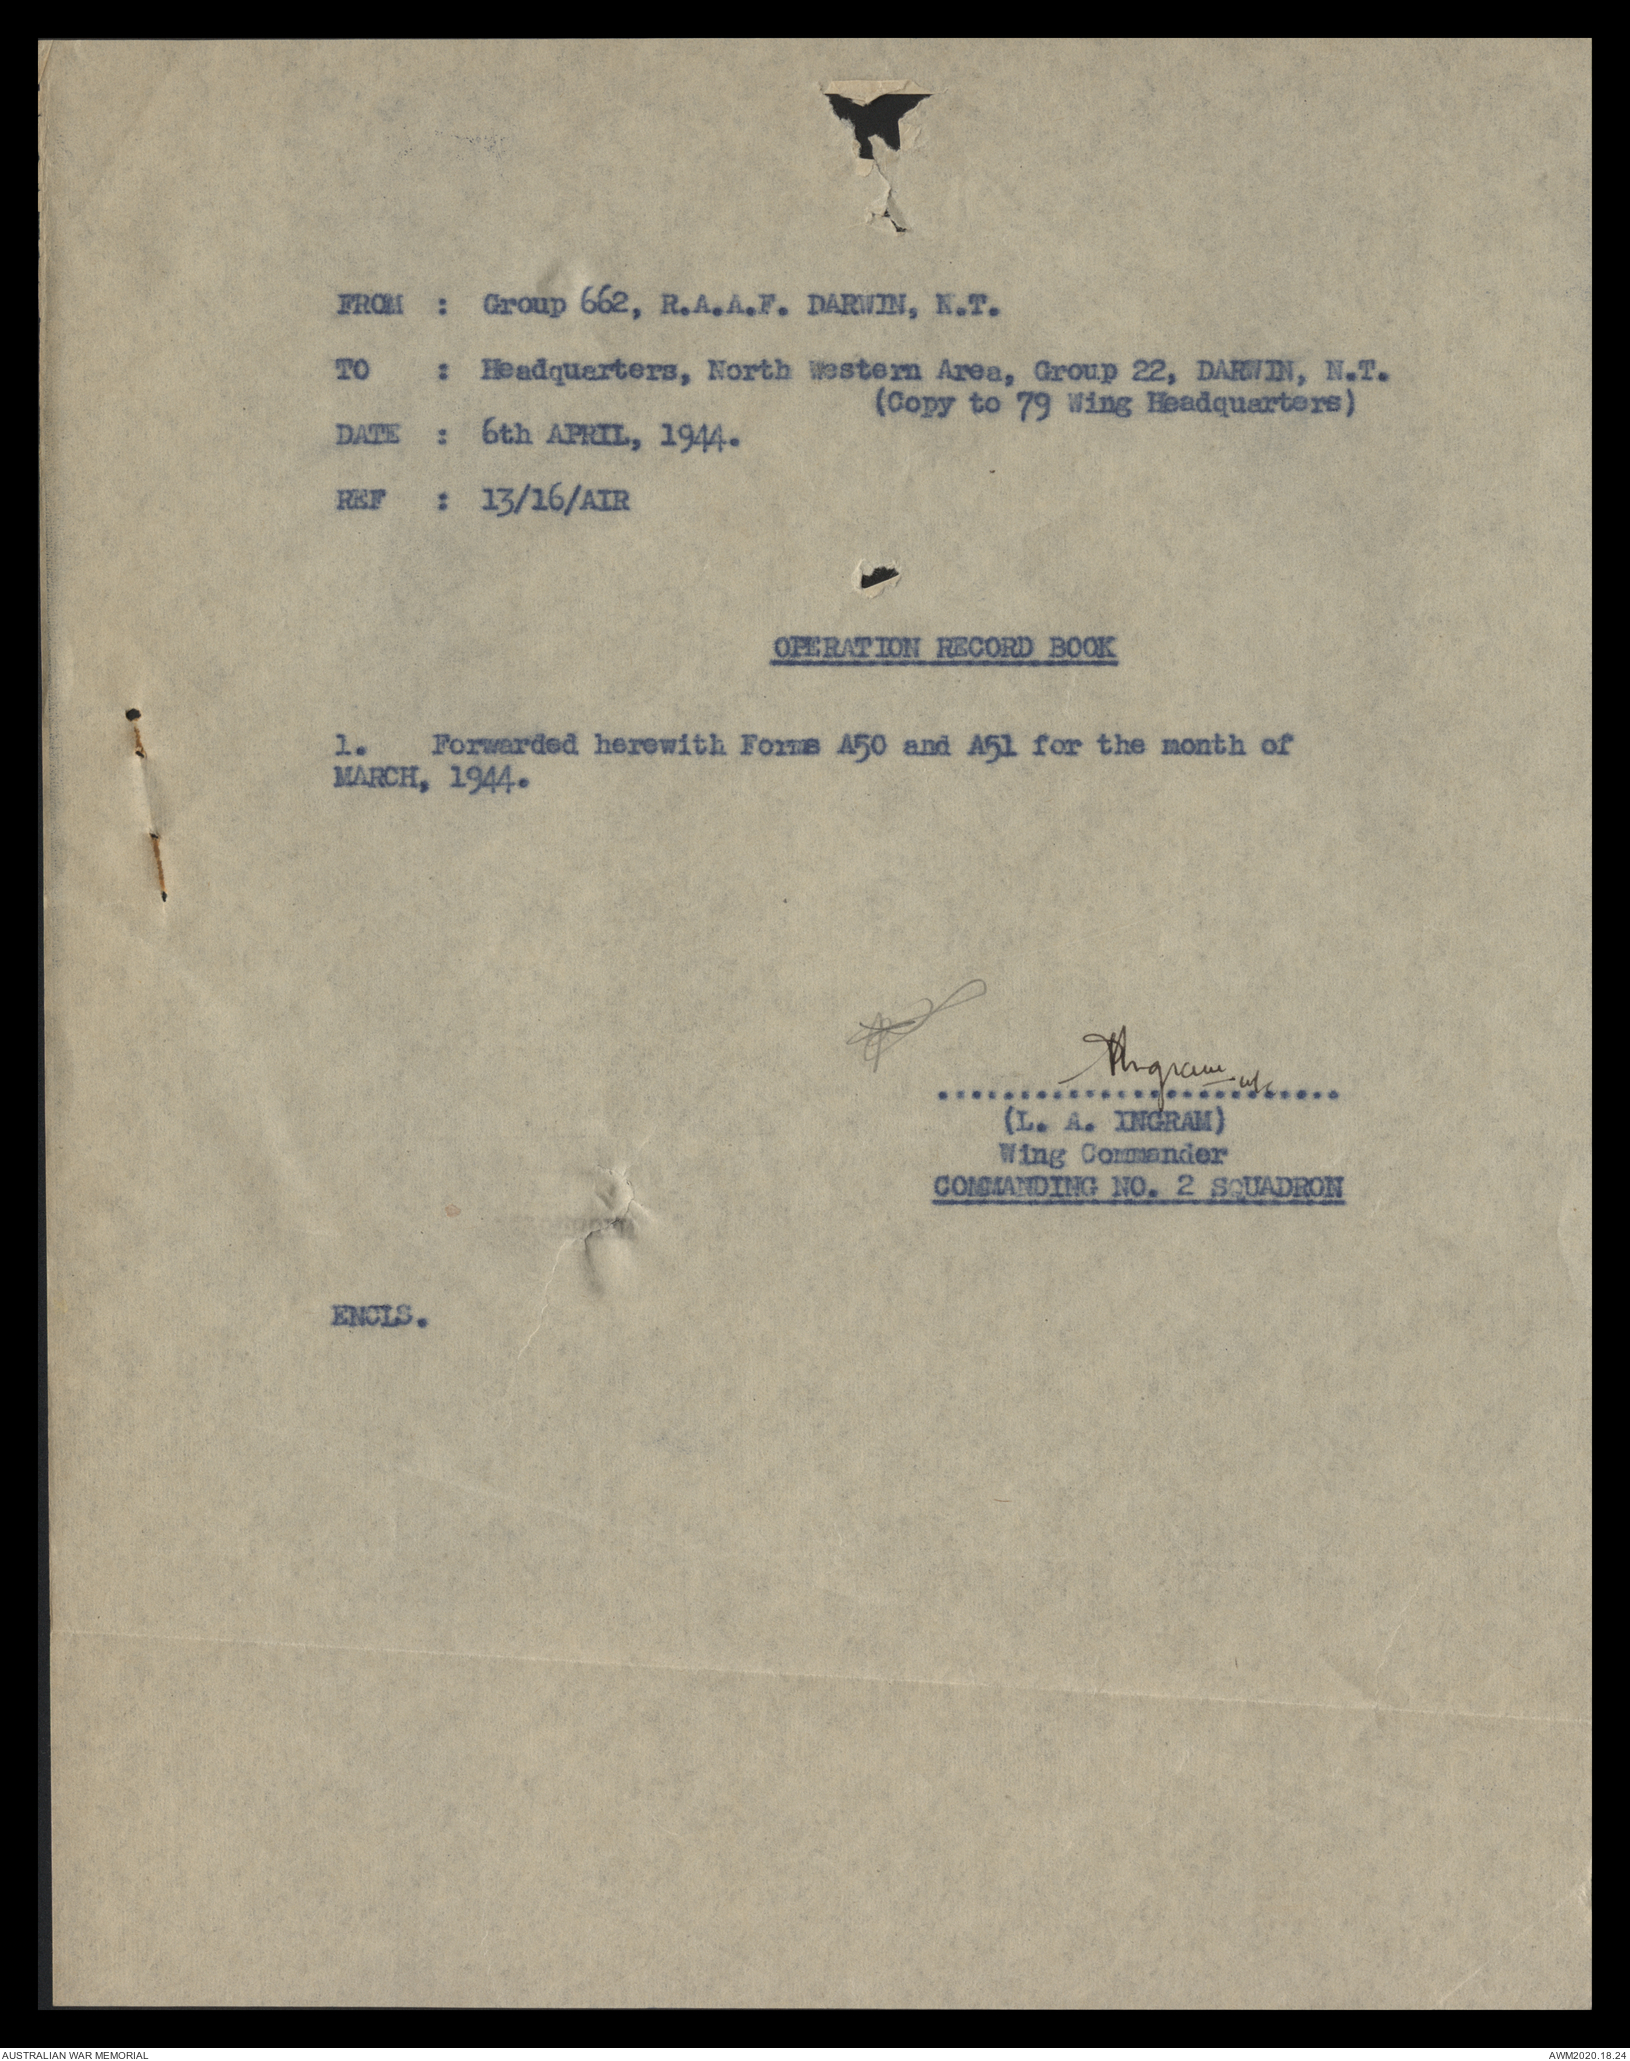 FROM : Group 662, R.A.A.F. DARWIN, N.T.
TO : Headquarters, North Western Area, Group 22, DARWIN, N.T.
(Copy to 79 Wing Headquarters)
DATE : 6th APRIL, 1944.
REF : 13/16/AIR
OPERATION RECORD BOOK
1. Forwarded herewith Forms A50 and A51 for the month of
MARCH, 1944.
Ingram W/C
..........................
(L. A. INGRAM)
Wing Commander
COMMANDING NO. 2 SQUADRON
ENCLS.
AUSTRALIAN WAR MEMORIAL
AWM2020.18.24